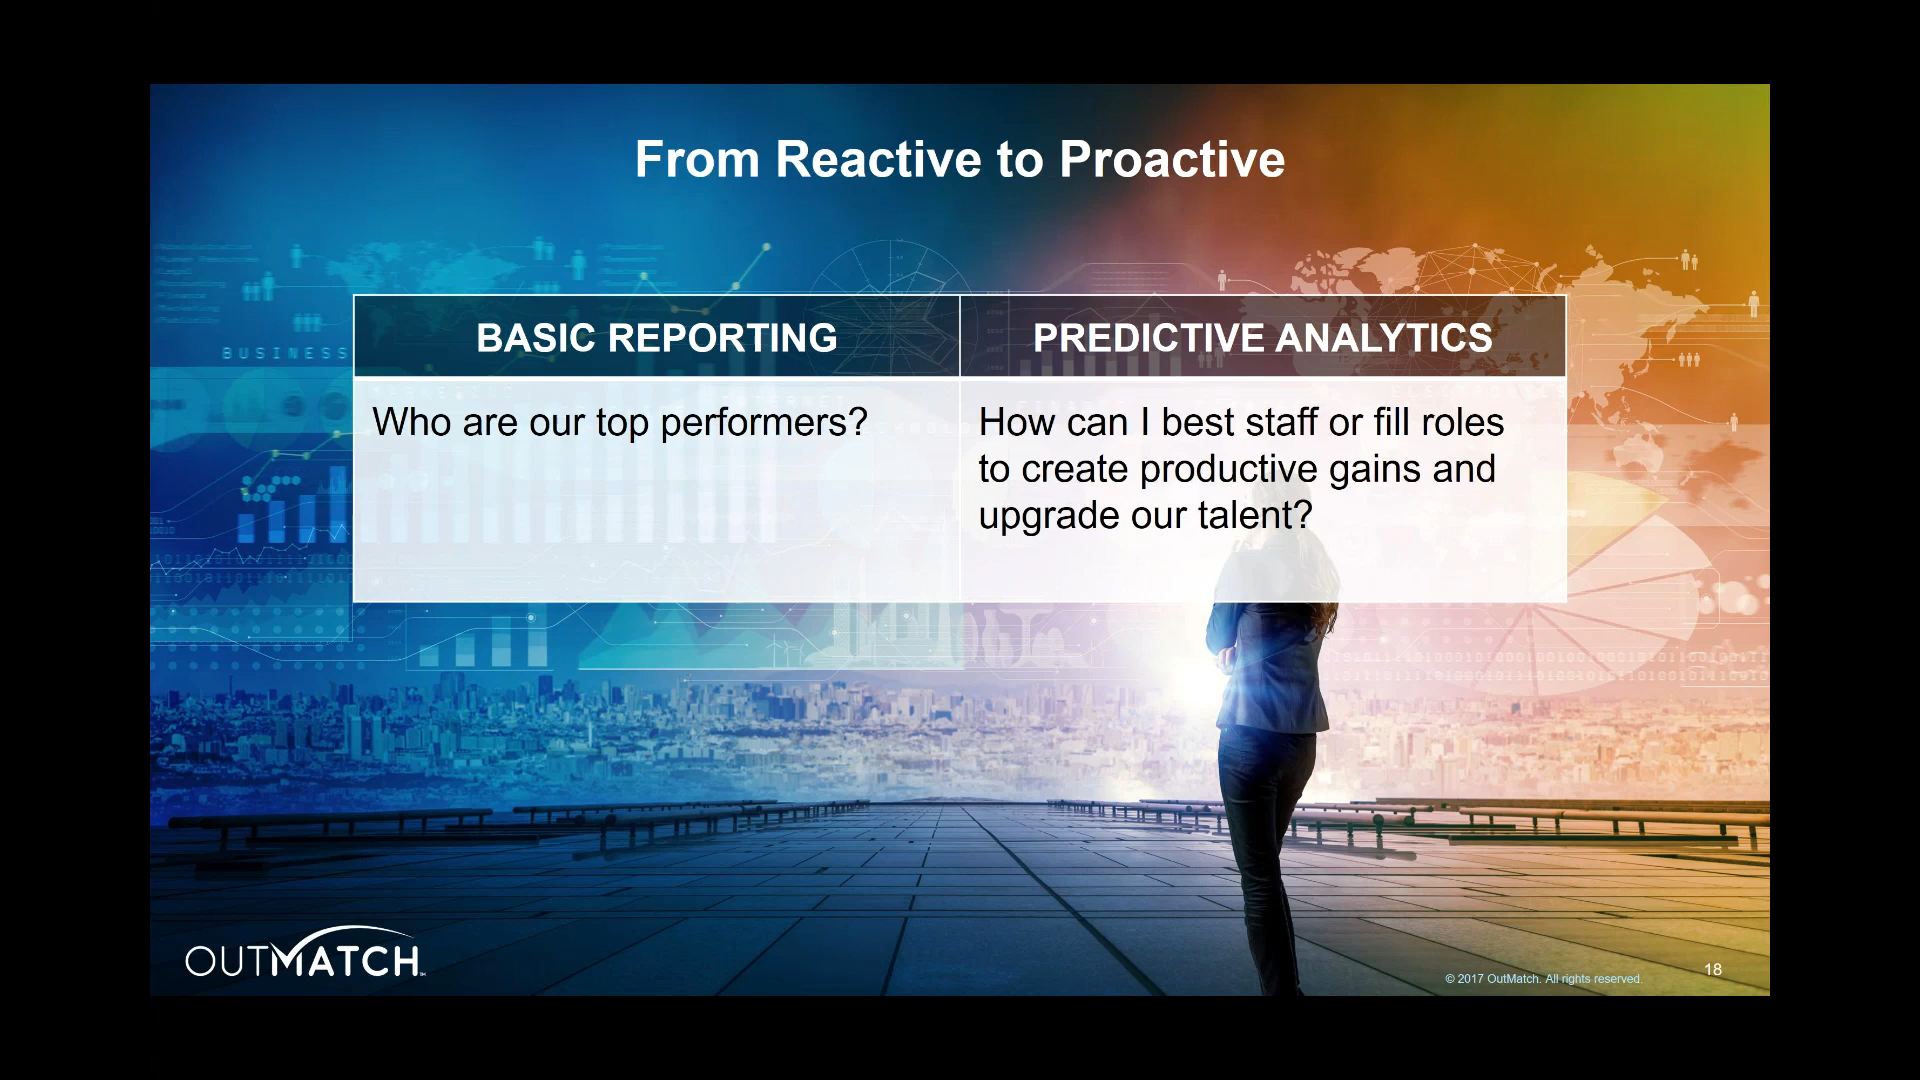 From Reactive to Proactive
BASIC REPORTING
PREDICTIVE ANALYTICS
Who are our top performers?
How can I best staff or fill roles
to create productive gains and
upgrade our talent?
BUSINESS
OUTMATCH
© 2017 OutMatch. All rights reserved.
18